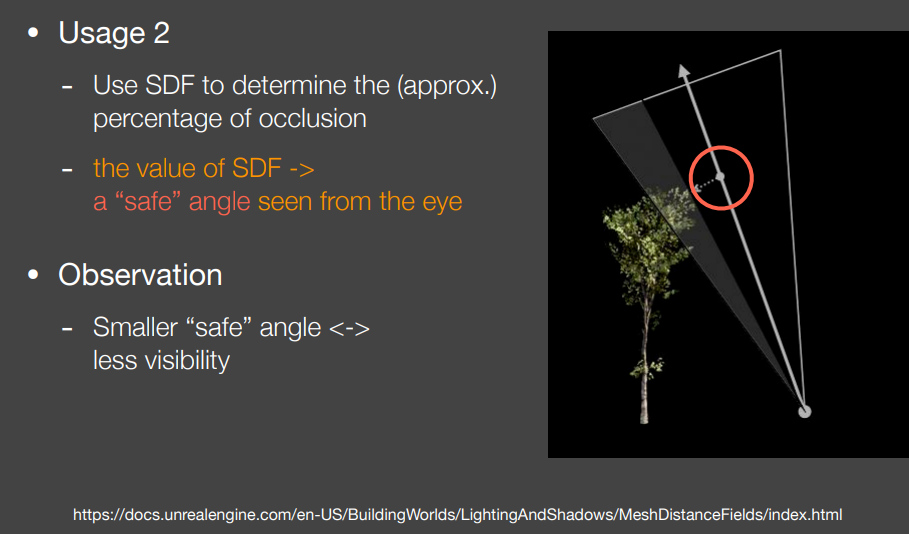 • Usage 2
- Use SDF to determine the (approx.)
percentage of occlusion
- the value of SDF ->
a “safe” angle seen from the eye
• Observation
- Smaller “safe” angle <->
less visibility
https://docs.unrealengine.com/en-US/BuildingWorlds/LightingAndShadows/MeshDistanceFields/index.html